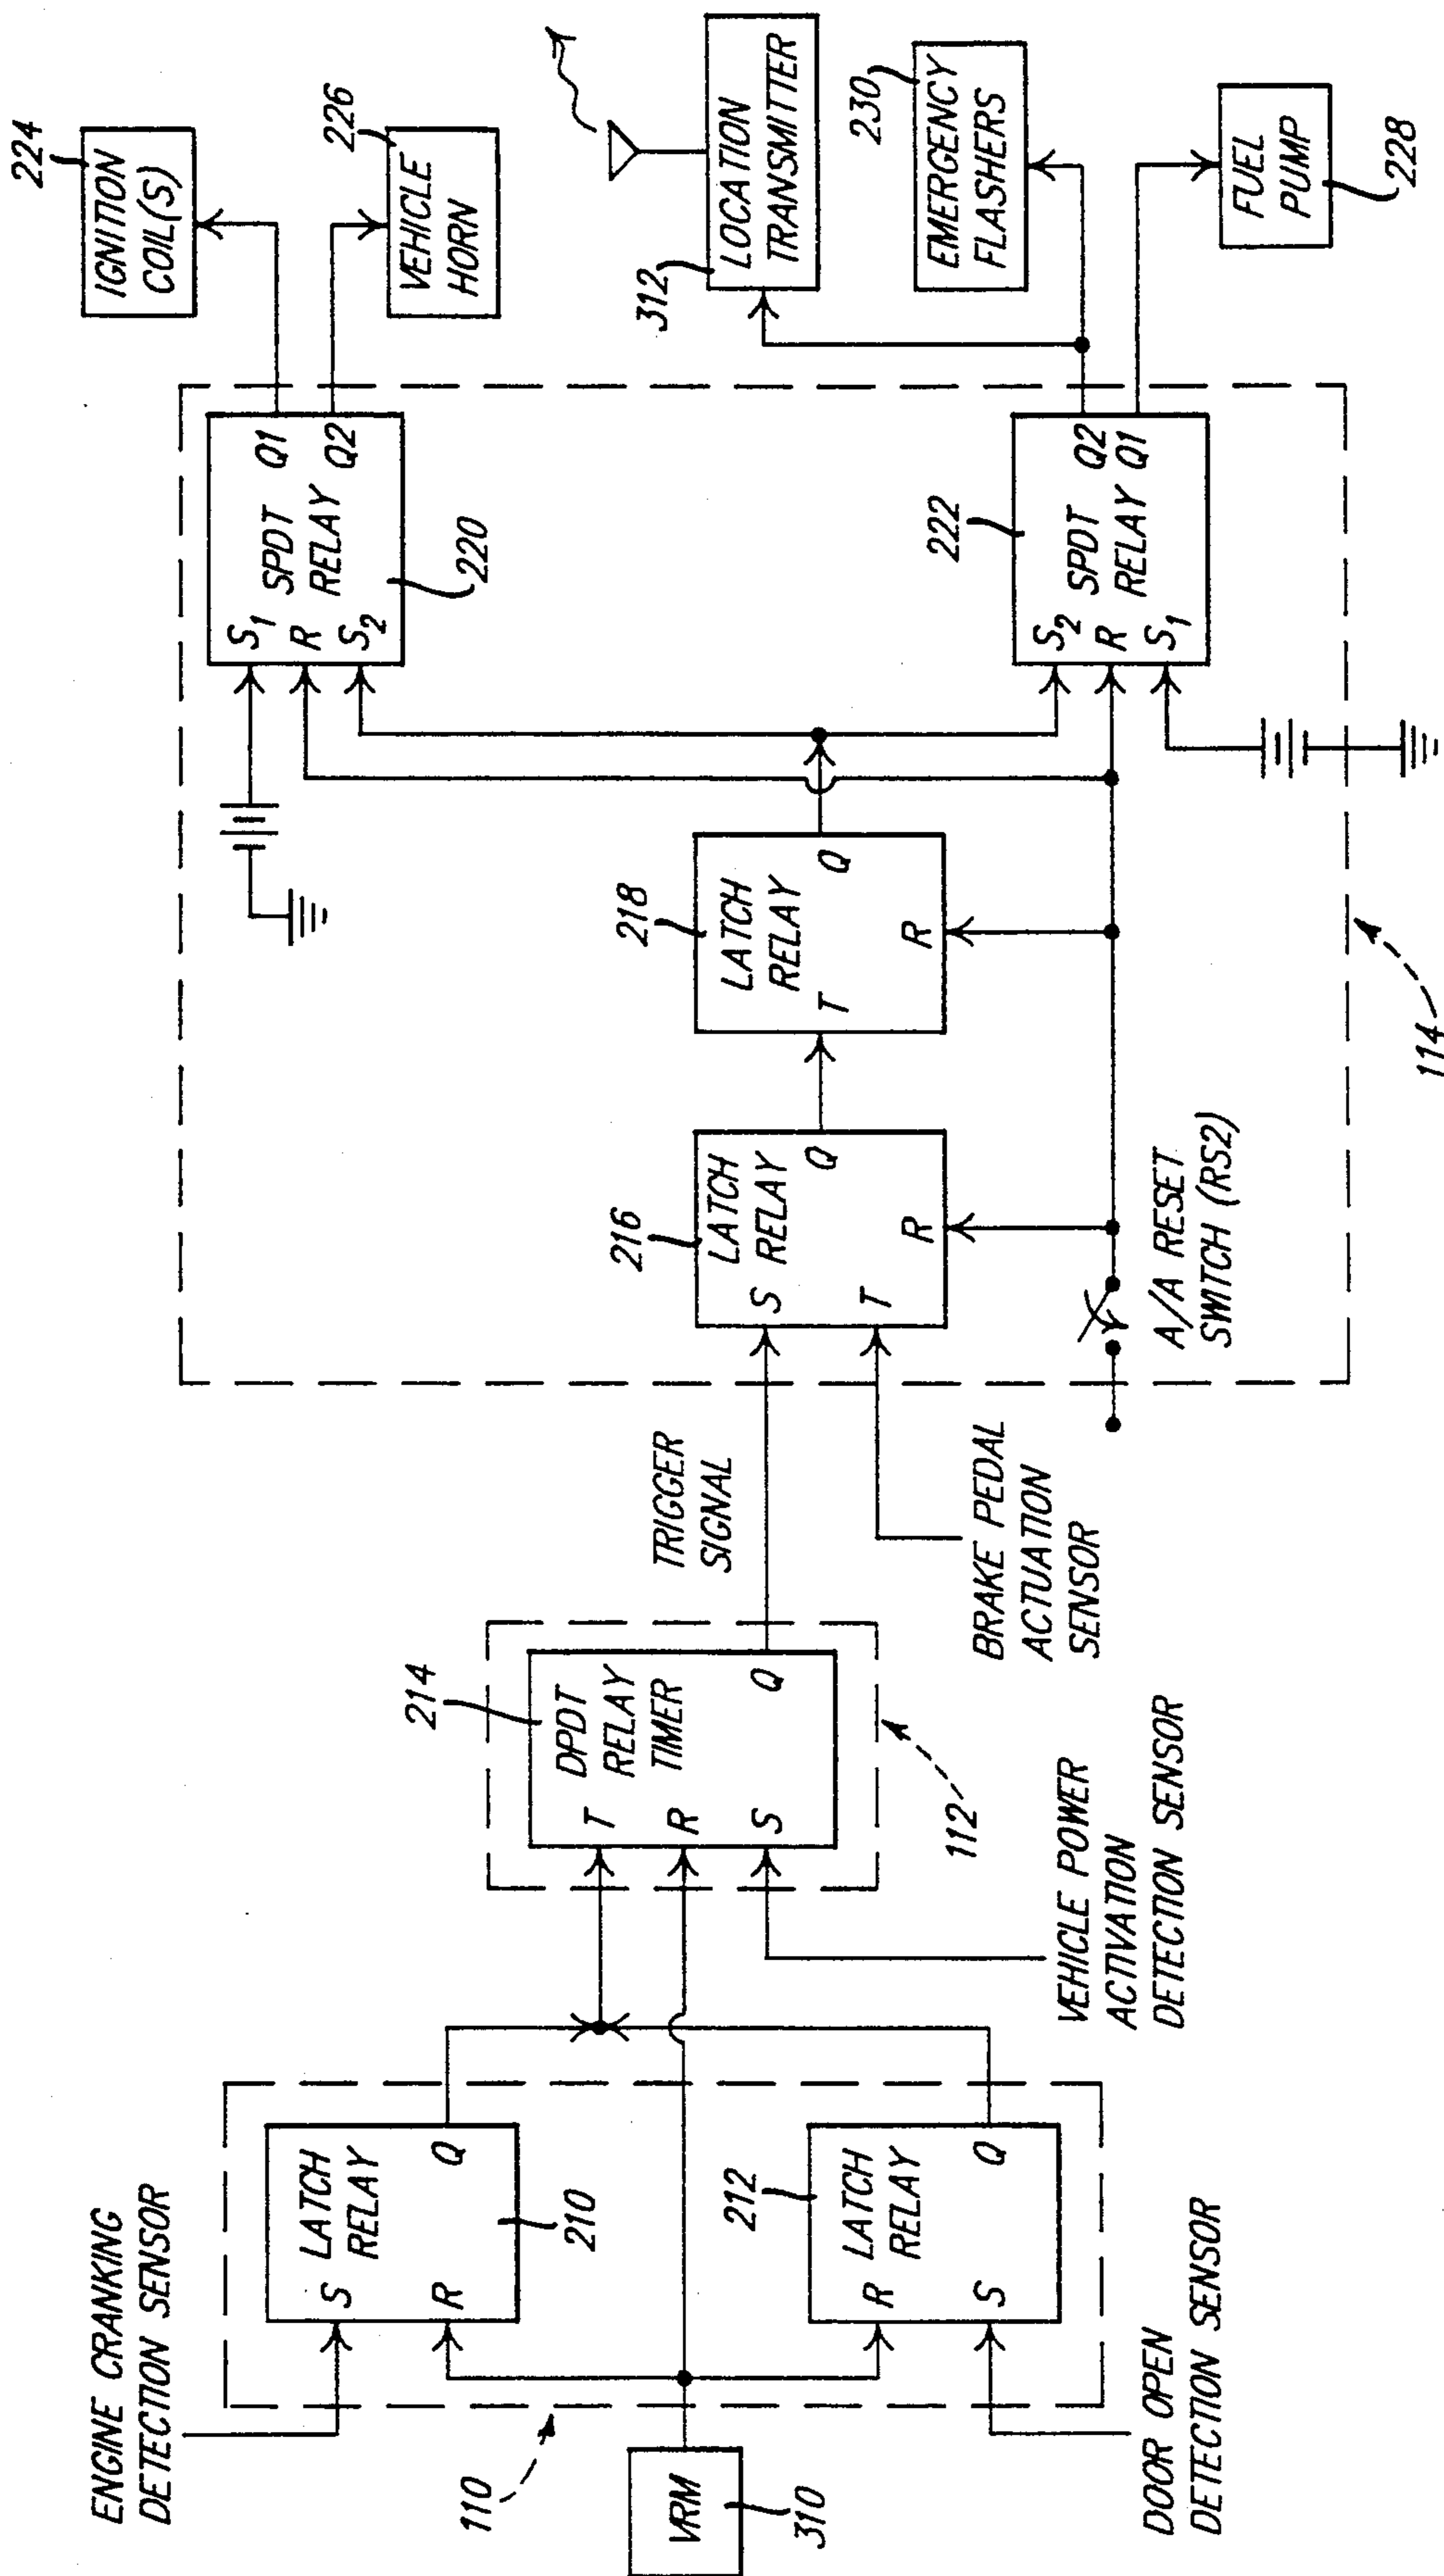 ENGINE CRANKING
DETECTION SENSOR
110
VRM
310
DOOR OPEN
DETECTION SENSOR
S
LATCH
RELAY
R
Q
210
212
LATCH
RELAY
R
S
Q
214
DPDT
RELAY
TIMER
T
R
S
Q
112
VEHICLE POWER
ACTIVATION
DETECTION SENSOR
TRIGGER
SIGNAL
BRAKE PEDAL
ACTUATION
SENSOR
216
LATCH
RELAY
S
T
Q
R
A/A RESET
SWITCH (RS2)
218
LATCH
RELAY
T
Q
R
114
S1
SPDT
RELAY
R
S2
Q1
Q2
220
222
S2
SPDT
RELAY
R
S1
Q2
Q1
224
IGNITION
COIL(S)
226
VEHICLE
HORN
312
LOCATION
TRANSMITTER
230
EMERGENCY
FLASHERS
FUEL
PUMP
228